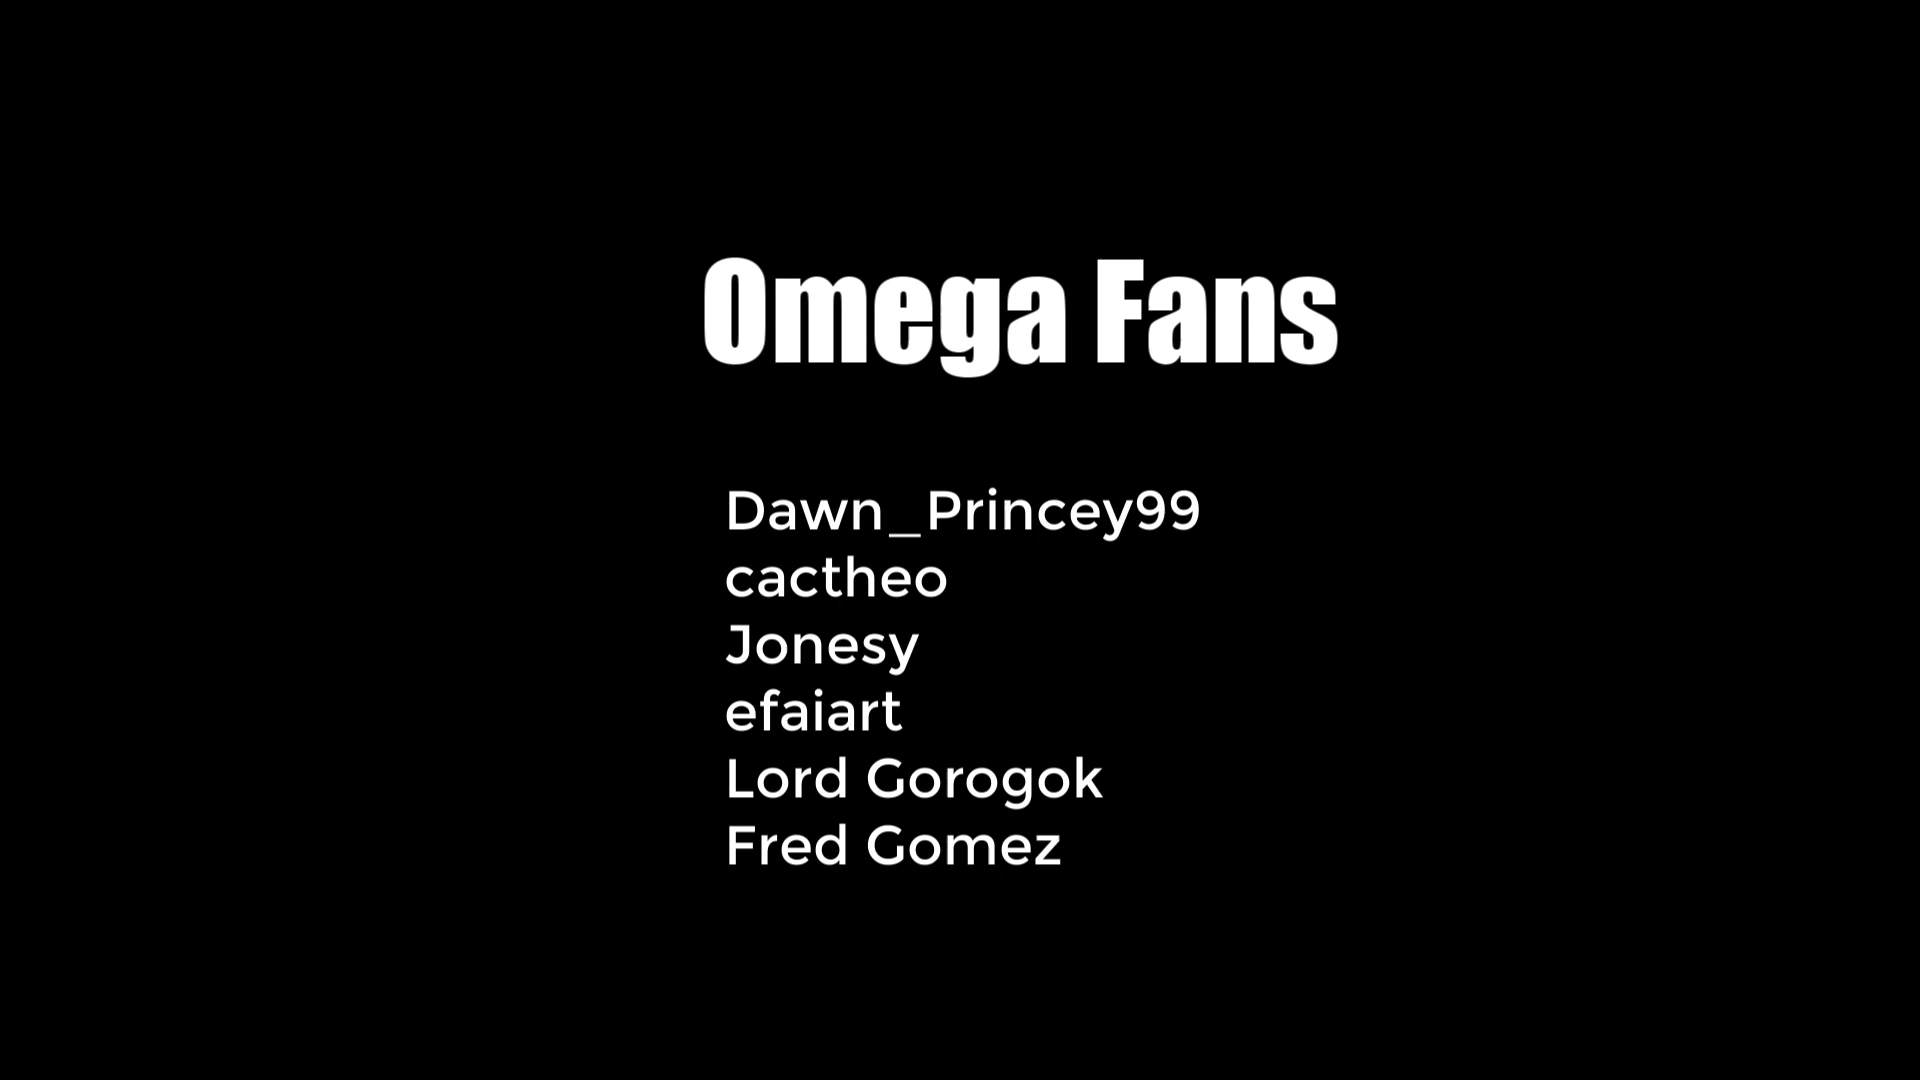 Omega Fans
Dawn_Princey99
cactheo
Jonesy
efaiart
Lord Gorogok
Fred Gomez